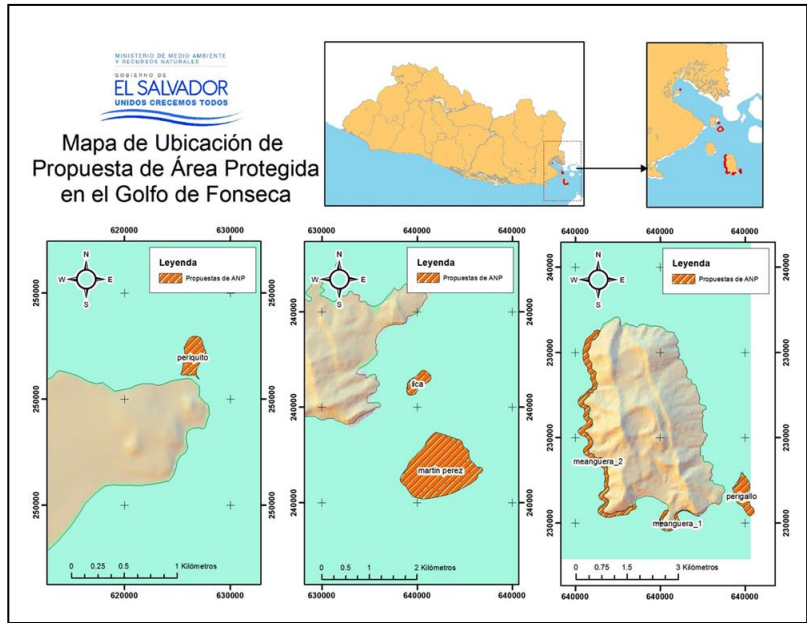 MINISTERIO DE MEDIO AMBIENTE
Y RECURSOS NATURALES
GOBIERNO DE
EL SALVADOR
UNIDOS CRECEMOS TODOS
Mapa de Ubicación de
Propuesta de Área Protegida
en el Golfo de Fonseca
620000 630000
N
W E
S
Leyenda
Propuestas de ANP
250000 250000
periquito
250000 250000
250000 250000
0 0.25 0.5 1 Kilómetros
620000 630000
630000 640000 640000
N
W E
S
Leyenda
Propuestas de ANP
240000 240000
ilca
240000 240000
martin perez
240000 240000
0 0.5 1 2 Kilómetros
630000 640000 640000
640000 640000 640000
N
W E
S
Leyenda
Propuestas de ANP
240000 240000
230000 230000
230000 230000
meanguera_2
perigallo
meanguera_1
230000 230000
0 0.75 1.5 3 Kilómetros
640000 640000 640000